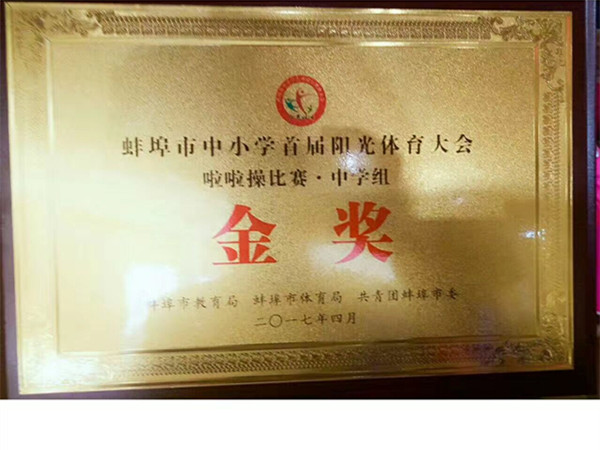 蚌埠市中小学首届阳光体育大会
啦啦操比赛·中学组
金奖
蚌埠市教育局 蚌埠市体育局 共青团蚌埠市委
二〇一七年四月